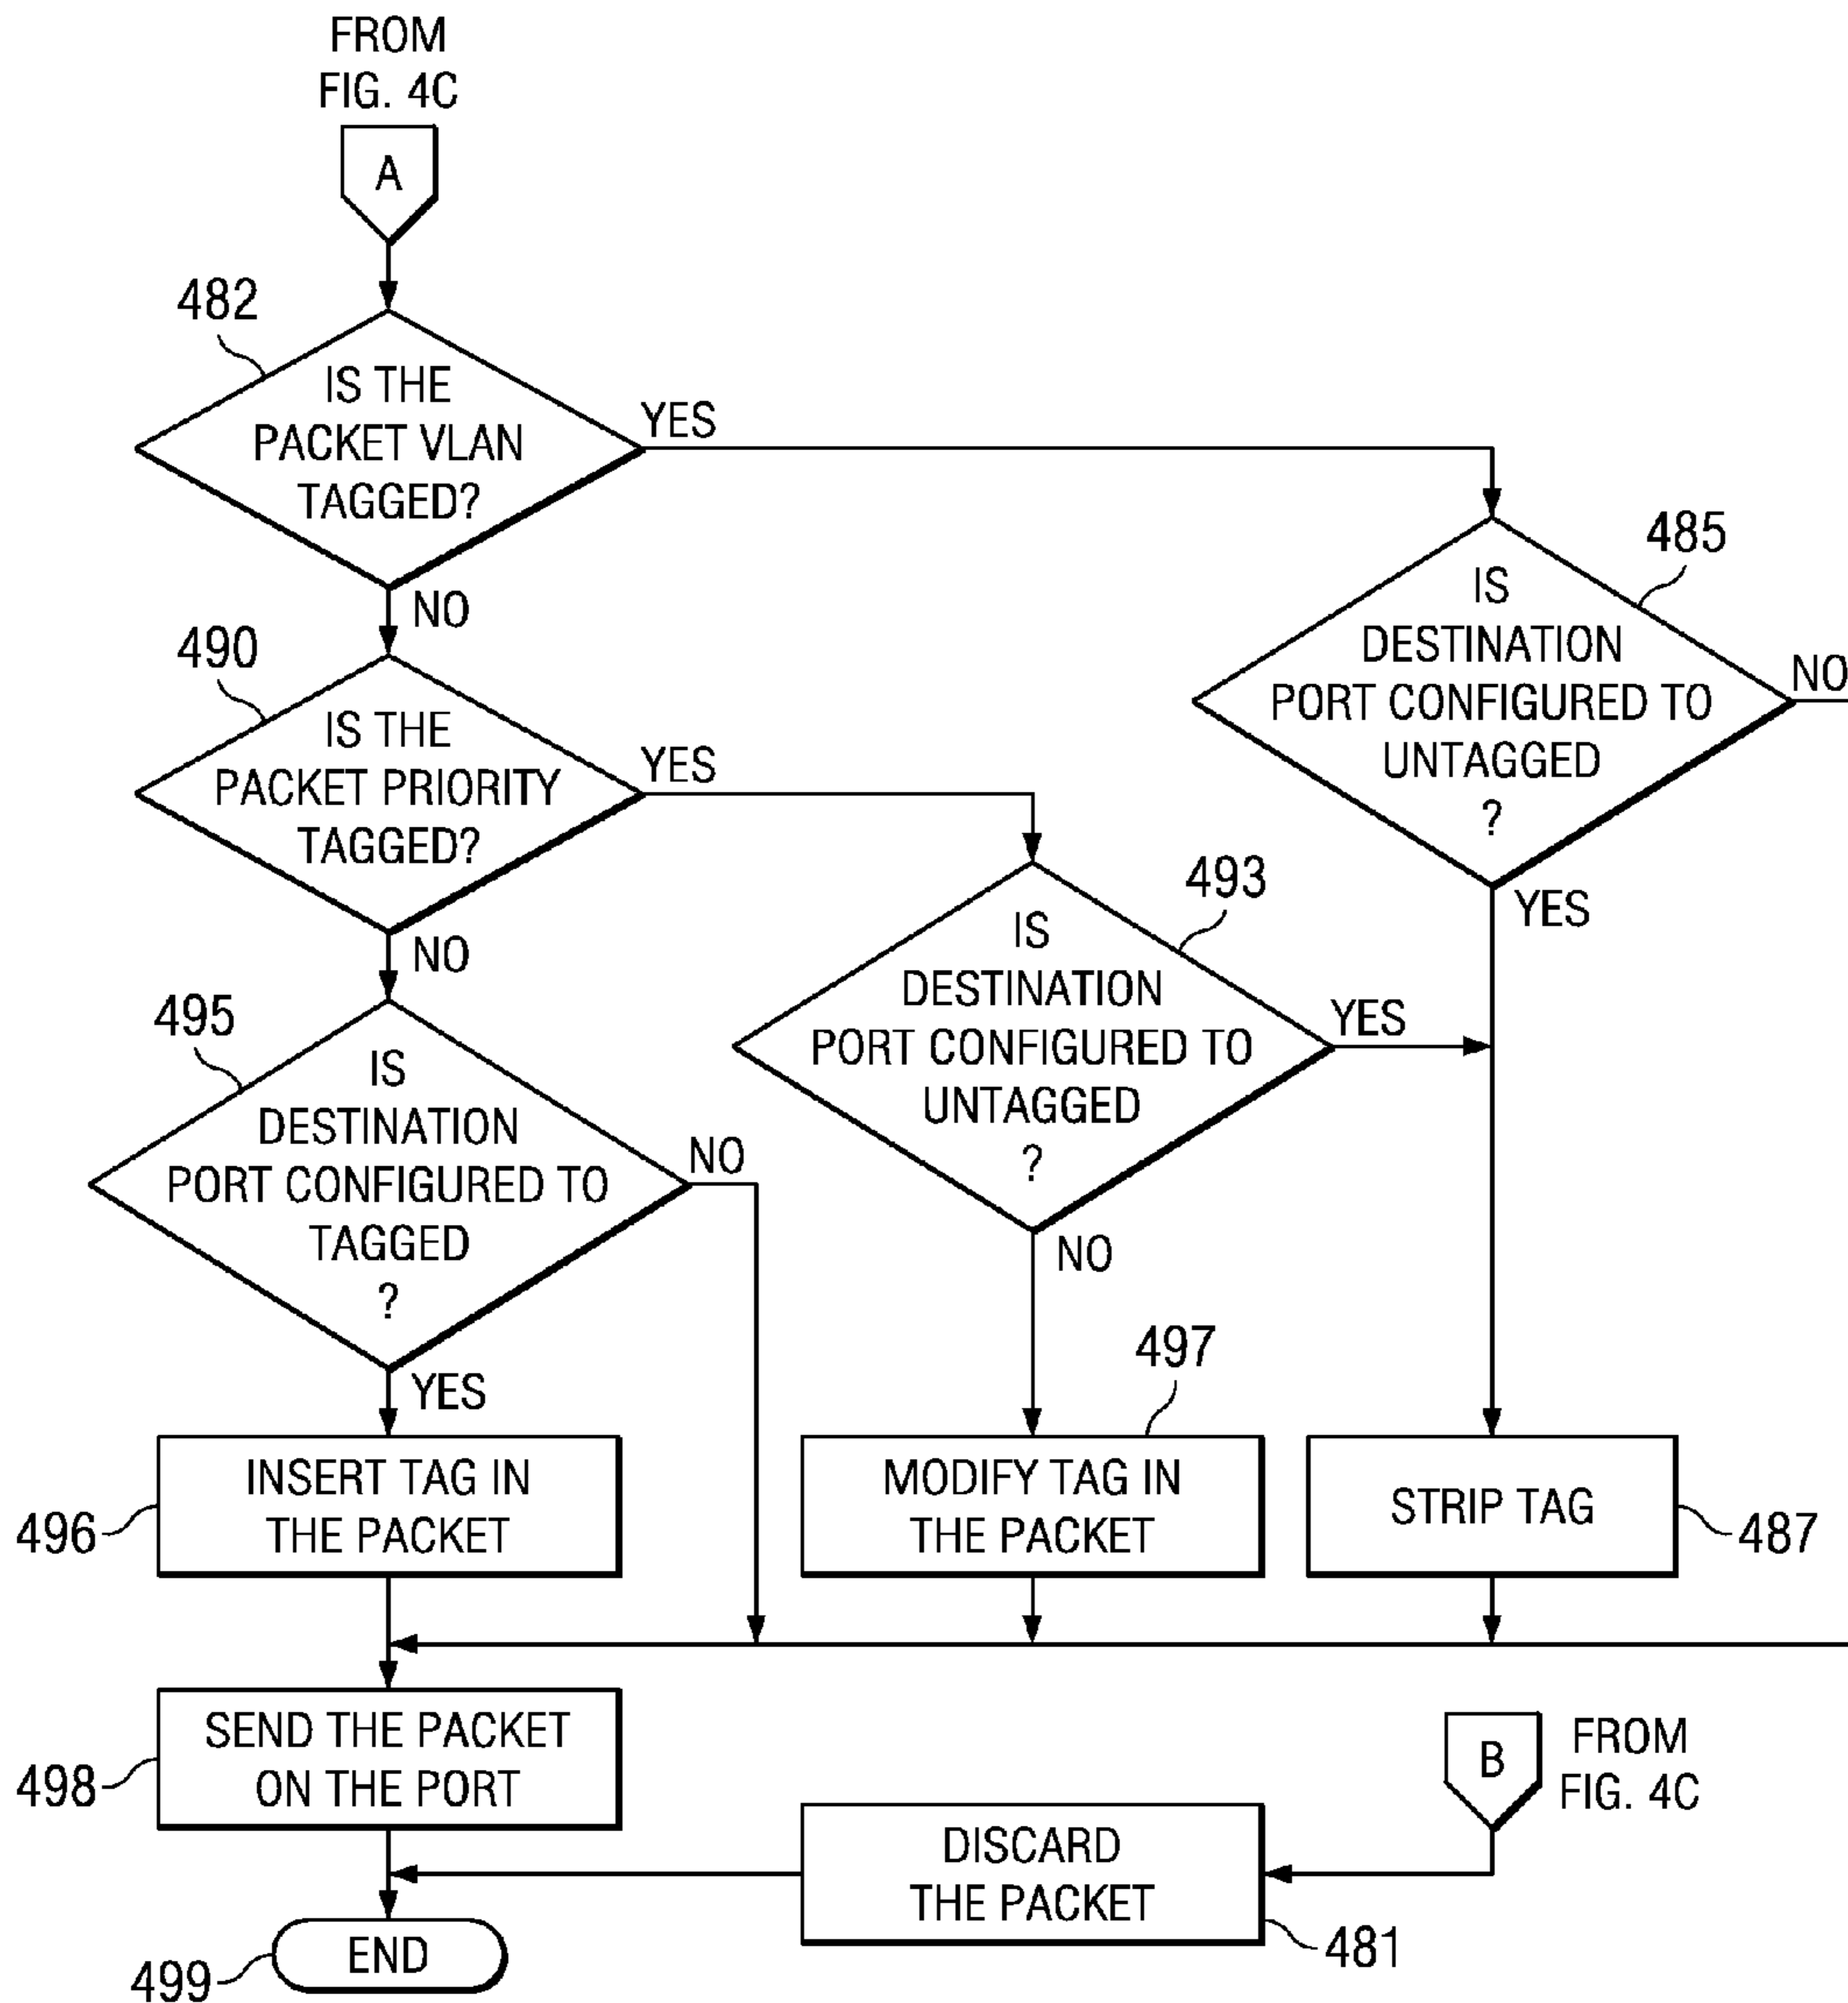 FROM
FIG. 4C
A
482
IS THE
PACKET VLAN
TAGGED?
YES
NO
485
IS
DESTINATION
PORT CONFIGURED TO
UNTAGGED
?
NO
YES
490
IS THE
PACKET PRIORITY
TAGGED?
YES
NO
493
IS
DESTINATION
PORT CONFIGURED TO
UNTAGGED
?
YES
NO
495
IS
DESTINATION
PORT CONFIGURED TO
TAGGED
?
NO
YES
496
INSERT TAG IN
THE PACKET
497
MODIFY TAG IN
THE PACKET
STRIP TAG
487
498
SEND THE PACKET
ON THE PORT
B
FROM
FIG. 4C
DISCARD
THE PACKET
481
499
END